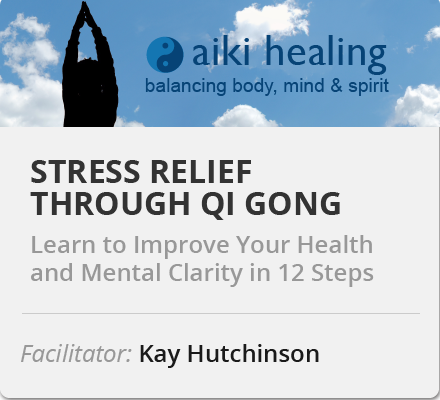 aiki healing
balancing body, mind & spirit
STRESS RELIEF
THROUGH QI GONG
Learn to Improve Your Health
and Mental Clarity in 12 Steps
Facilitator: Kay Hutchinson